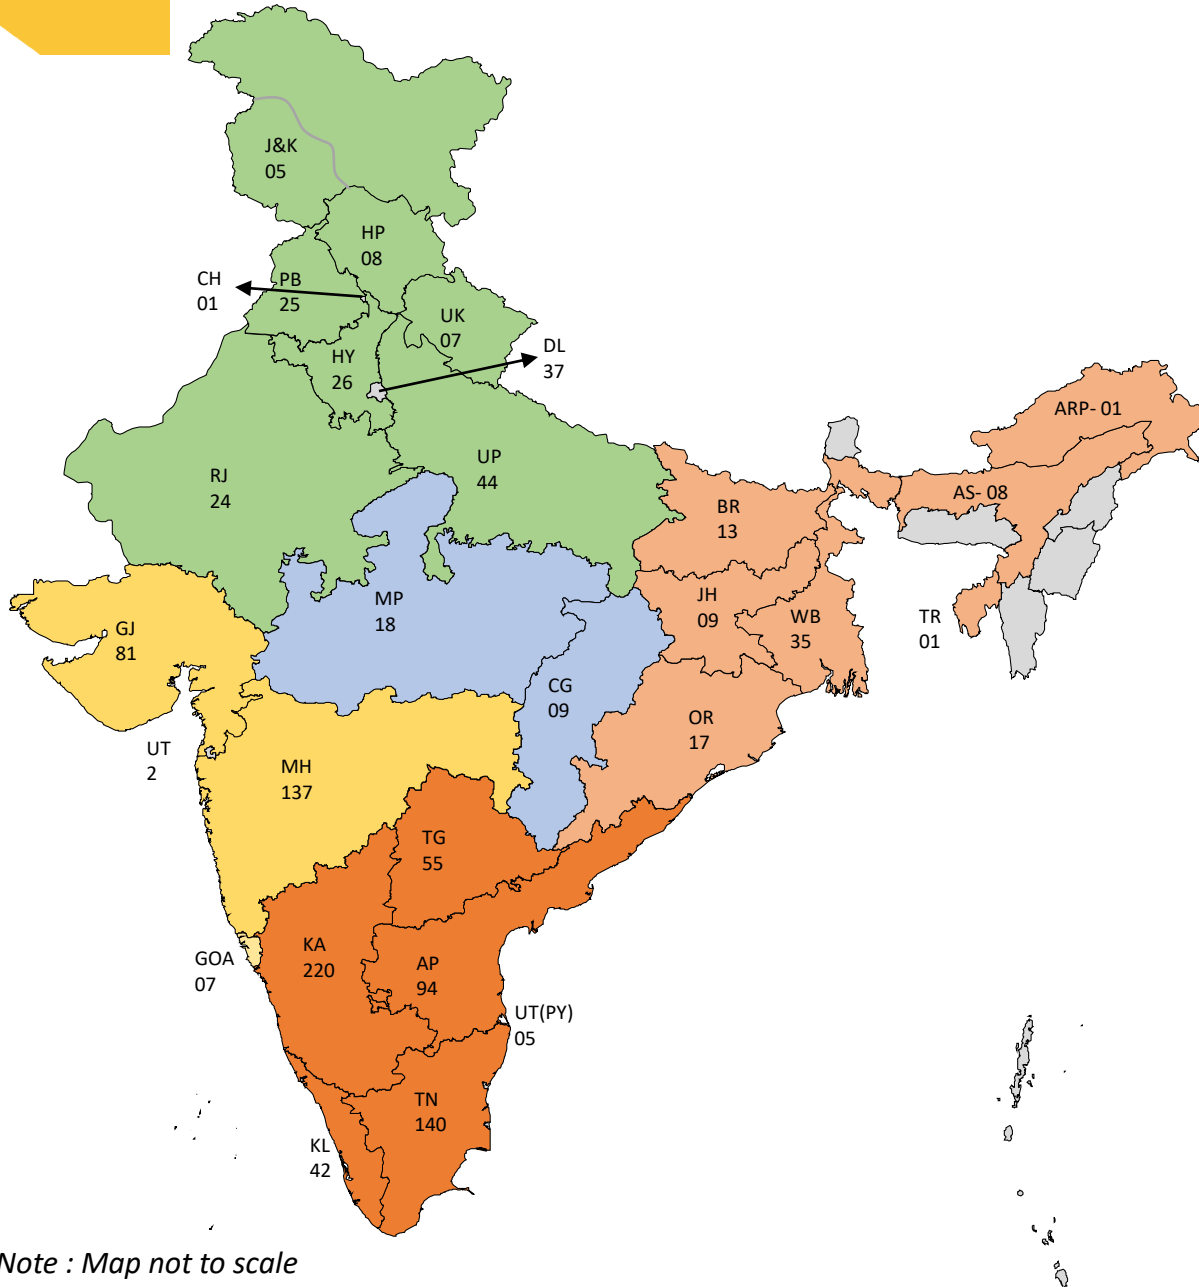 J&K
05
HP
08
CH
01
PB
25
UK
07
DL
37
HY
26
ARP- 01
RJ
24
UP
44
AS- 08
BR
13
MP
18
JH
09
WB
35
TR
01
GJ
81
CG
09
OR
17
UT
2
MH
137
TG
55
KA
220
AP
94
GOA
07
UT(PY)
05
TN
140
KL
42
Note : Map not to scale